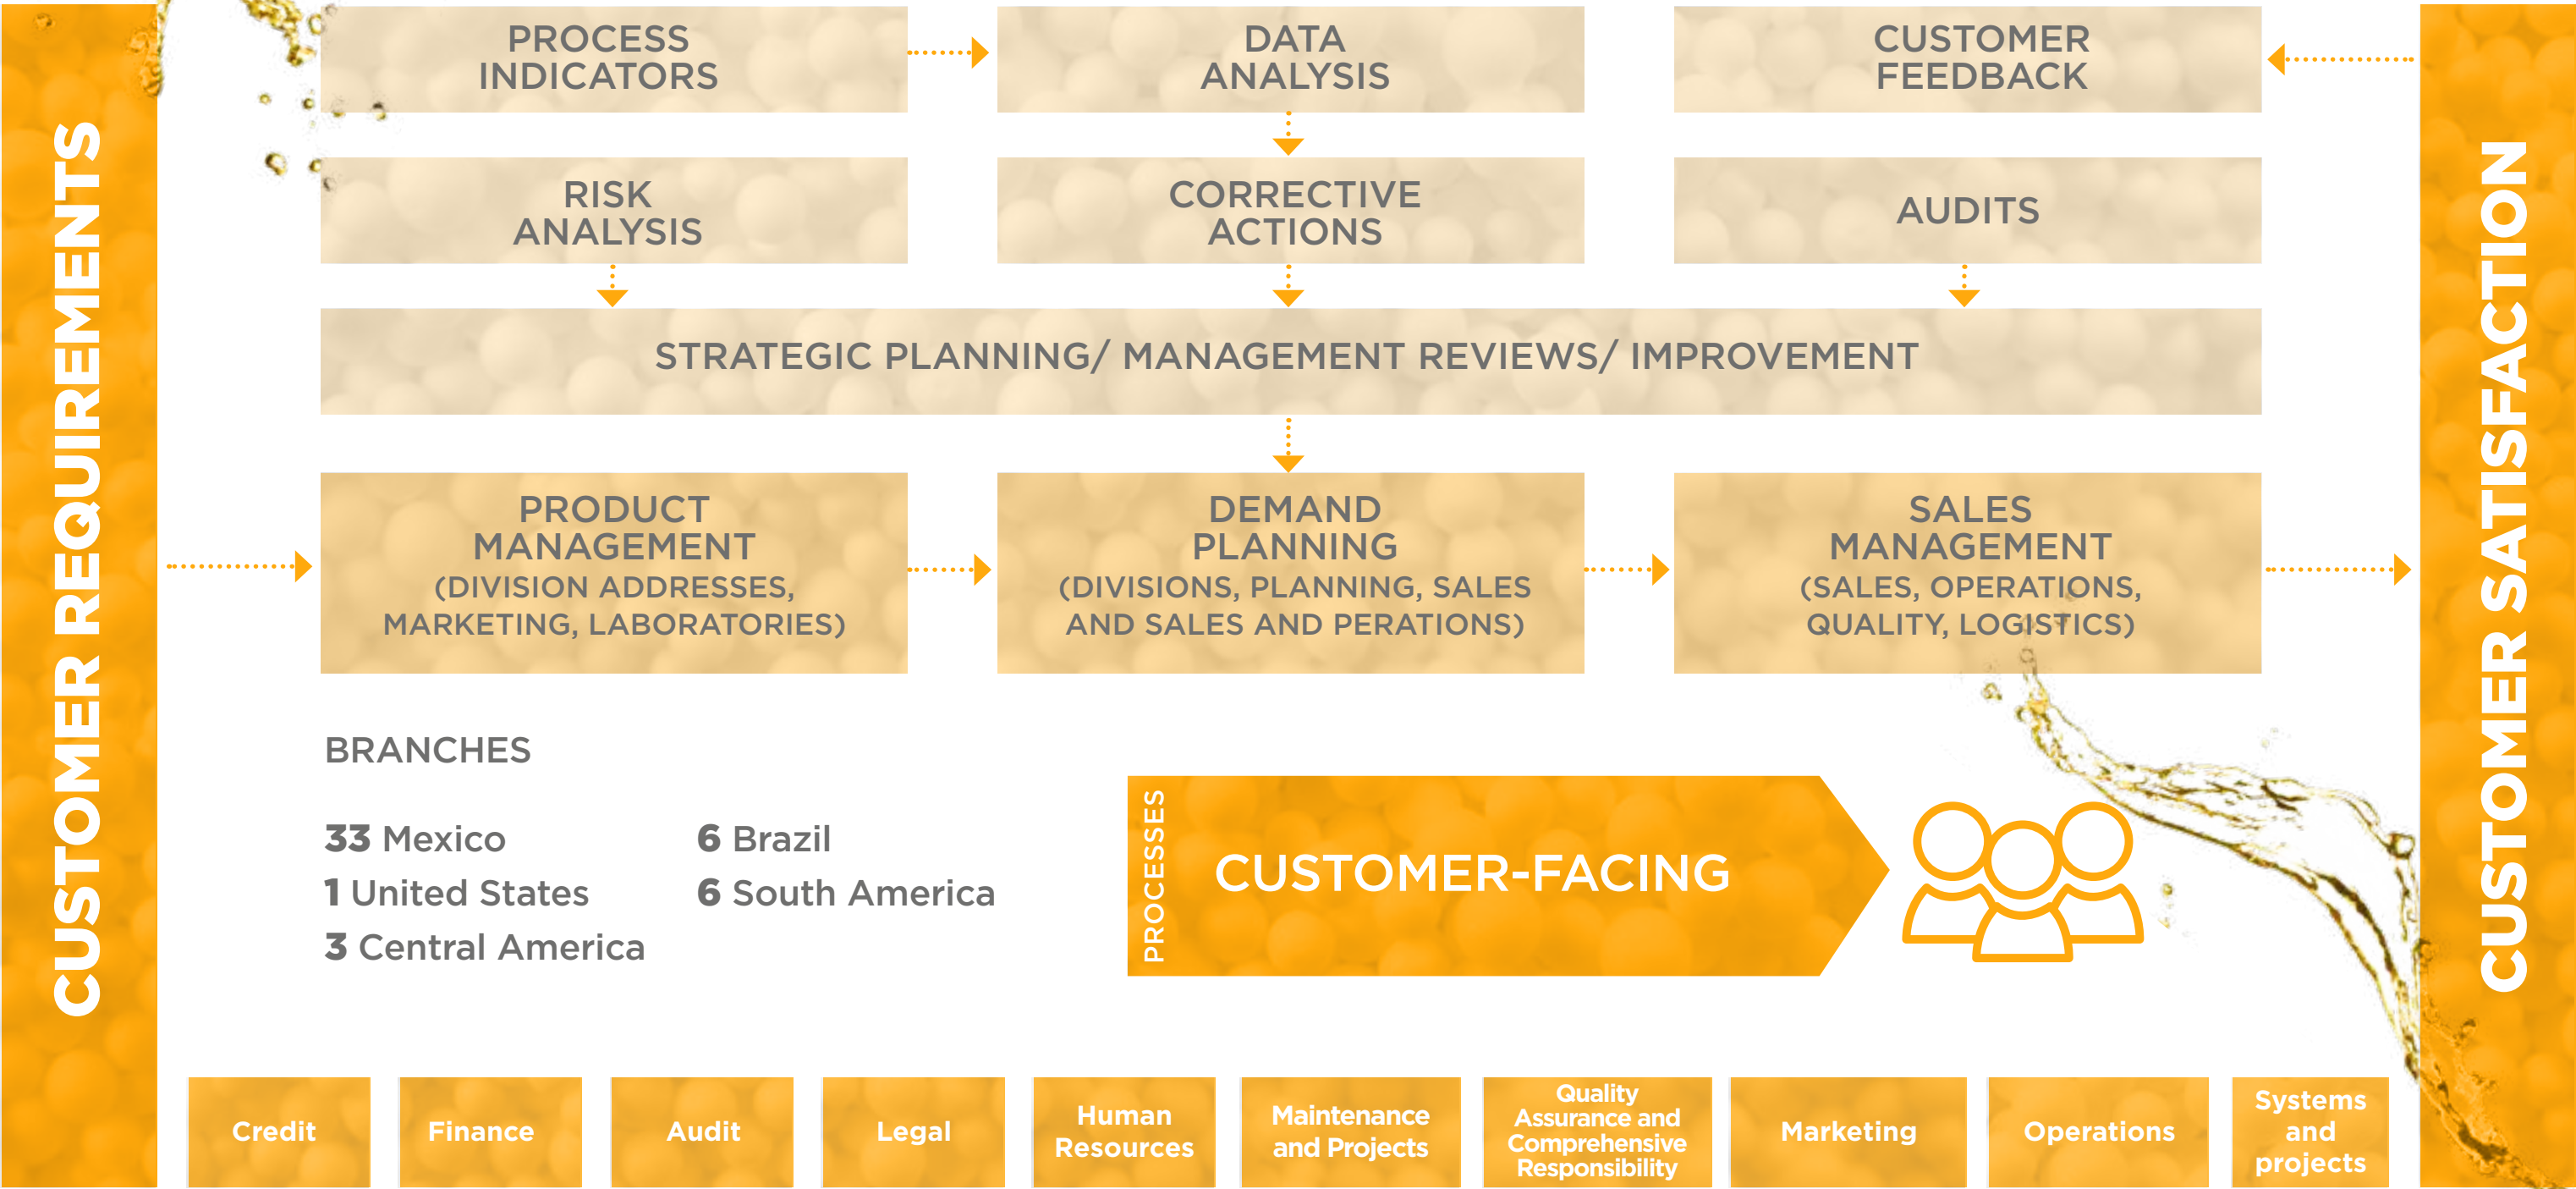 CUSTOMER REQUIREMENTS
PROCESS
INDICATORS
DATA
ANALYSIS
CUSTOMER
FEEDBACK
RISK
ANALYSIS
CORRECTIVE
ACTIONS
AUDITS
STRATEGIC PLANNING/ MANAGEMENT REVIEWS/ IMPROVEMENT
PRODUCT
MANAGEMENT
(DIVISION ADDRESSES,
MARKETING, LABORATORIES)
DEMAND
PLANNING
(DIVISIONS, PLANNING, SALES
AND SALES AND PERATIONS)
SALES
MANAGEMENT
(SALES, OPERATIONS,
QUALITY, LOGISTICS)
CUSTOMER SATISFACTION
BRANCHES
33 Mexico
1 United States
3 Central America
6 Brazil
6 South America
PROCESSES
CUSTOMER-FACING
Credit
Finance
Audit
Legal
Human
Resources
Maintenance
and Projects
Quality
Assurance and
Comprehensive
Responsibility
Marketing
Operations
Systems
and
projects